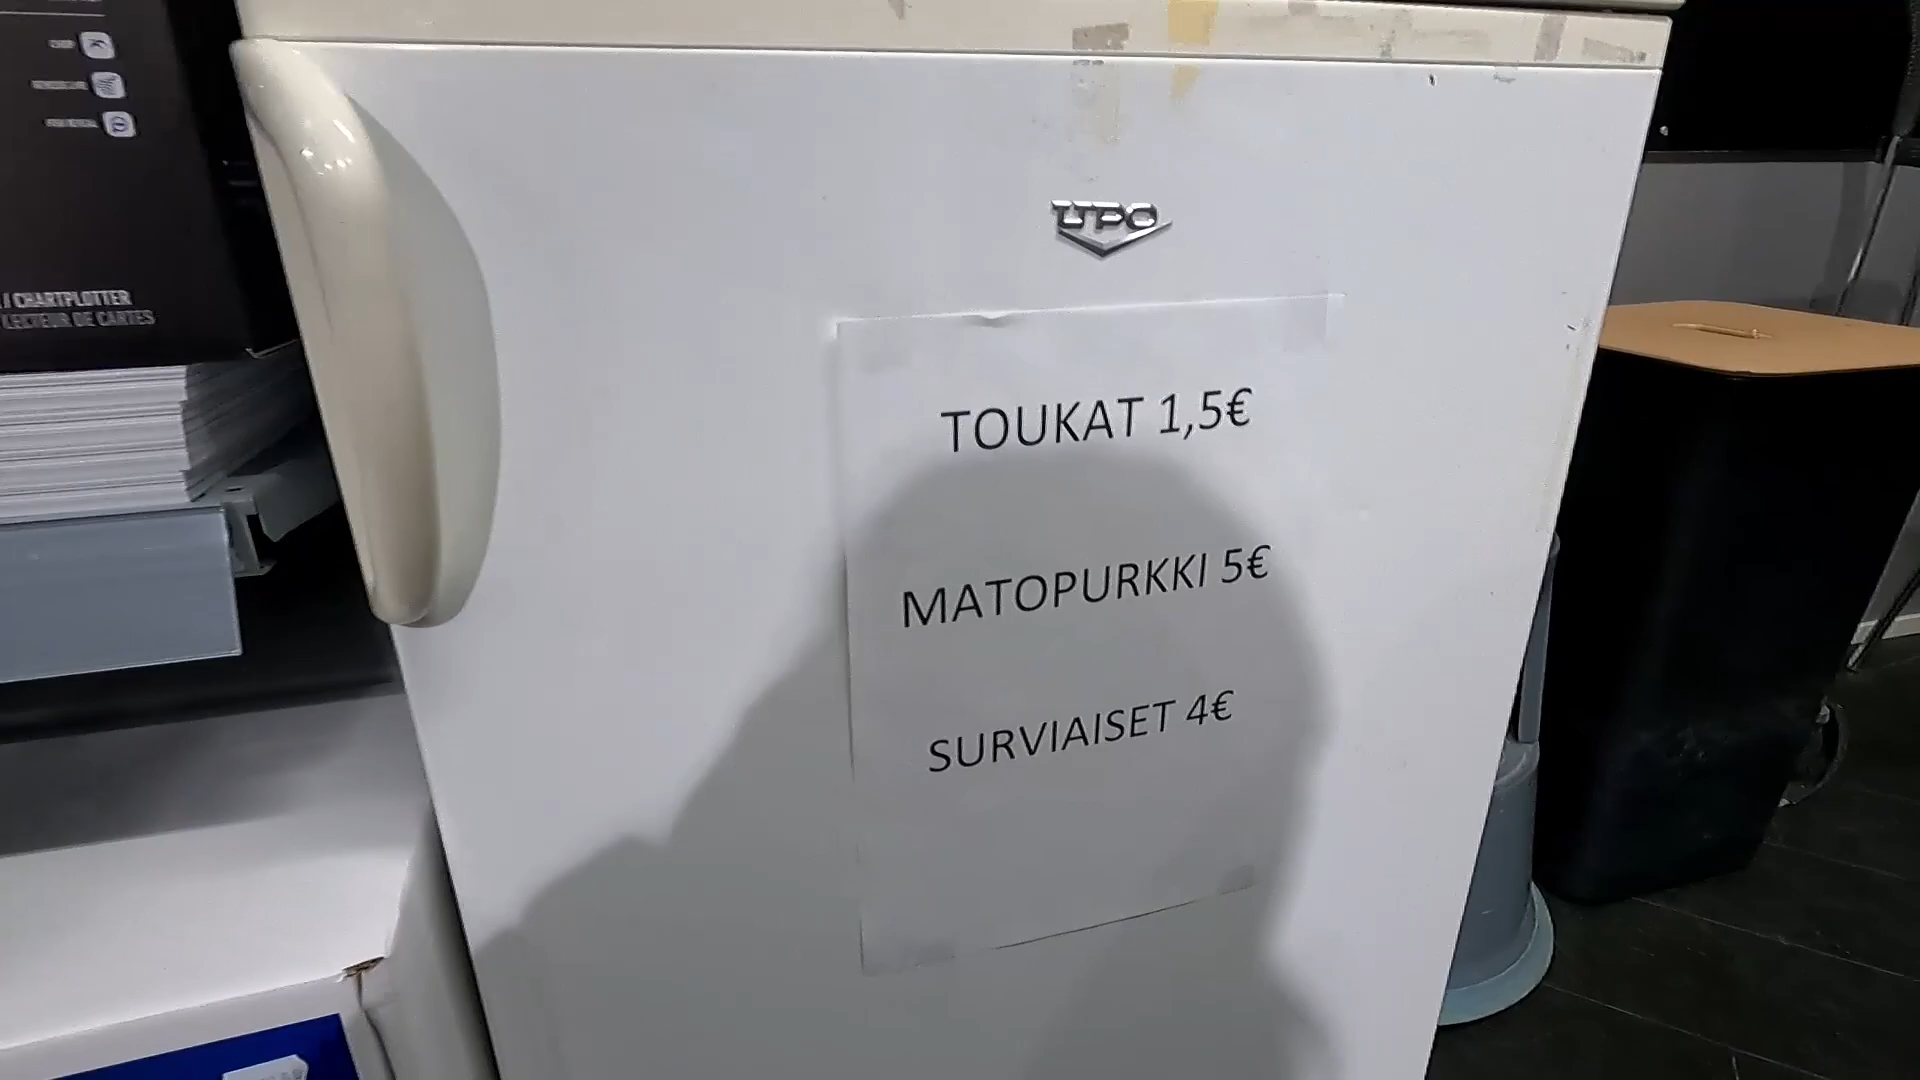 / CHARTPLOTTER
LECTEUR DE CARTES
UPO
TOUKAT 1,5€
MATOPURKKI 5€
SURVIAISET 4€